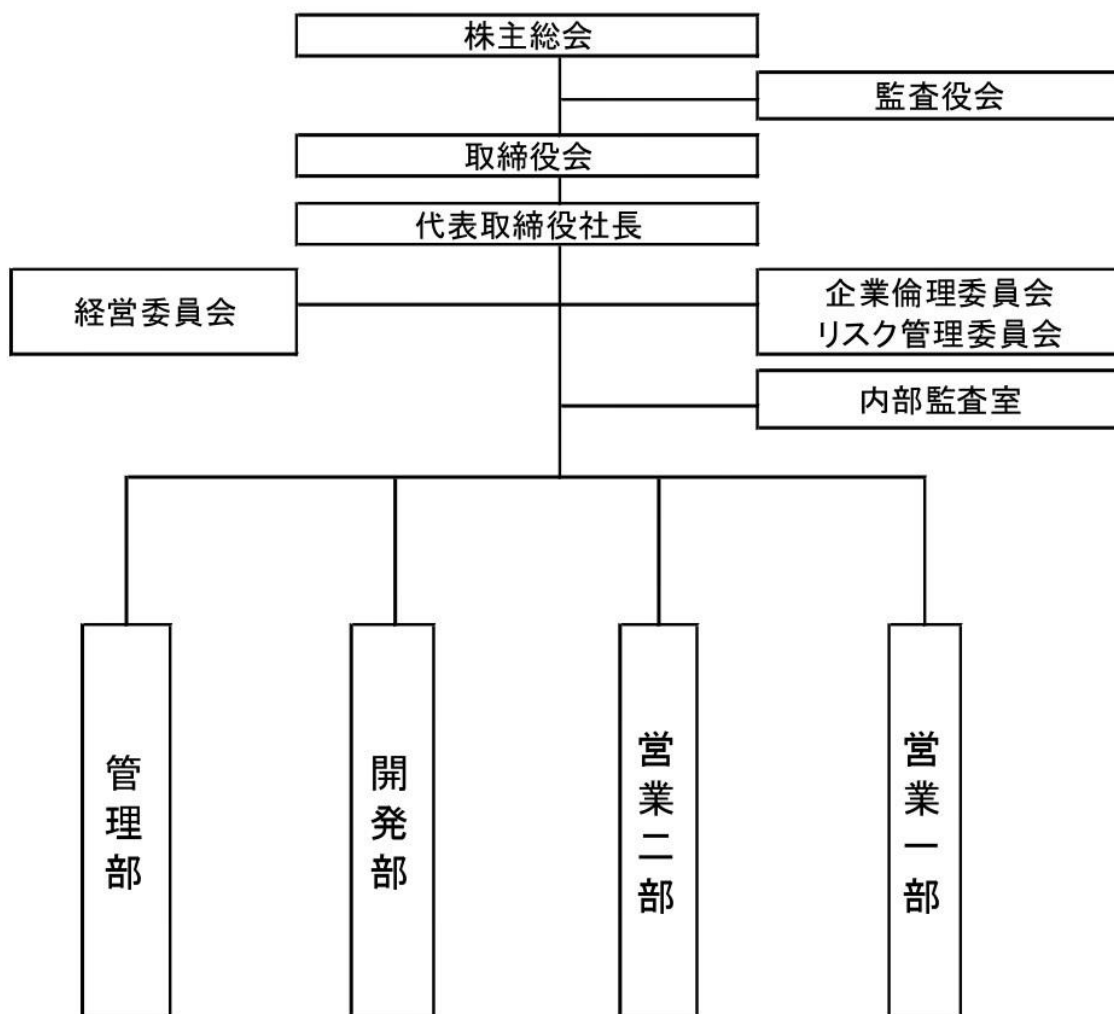 株主総会
監査役会
取締役会
代表取締役社長
経営委員会
企業倫理委員会
リスク管理委員会
内部監査室
管理部
開発部
営業二部
営業一部